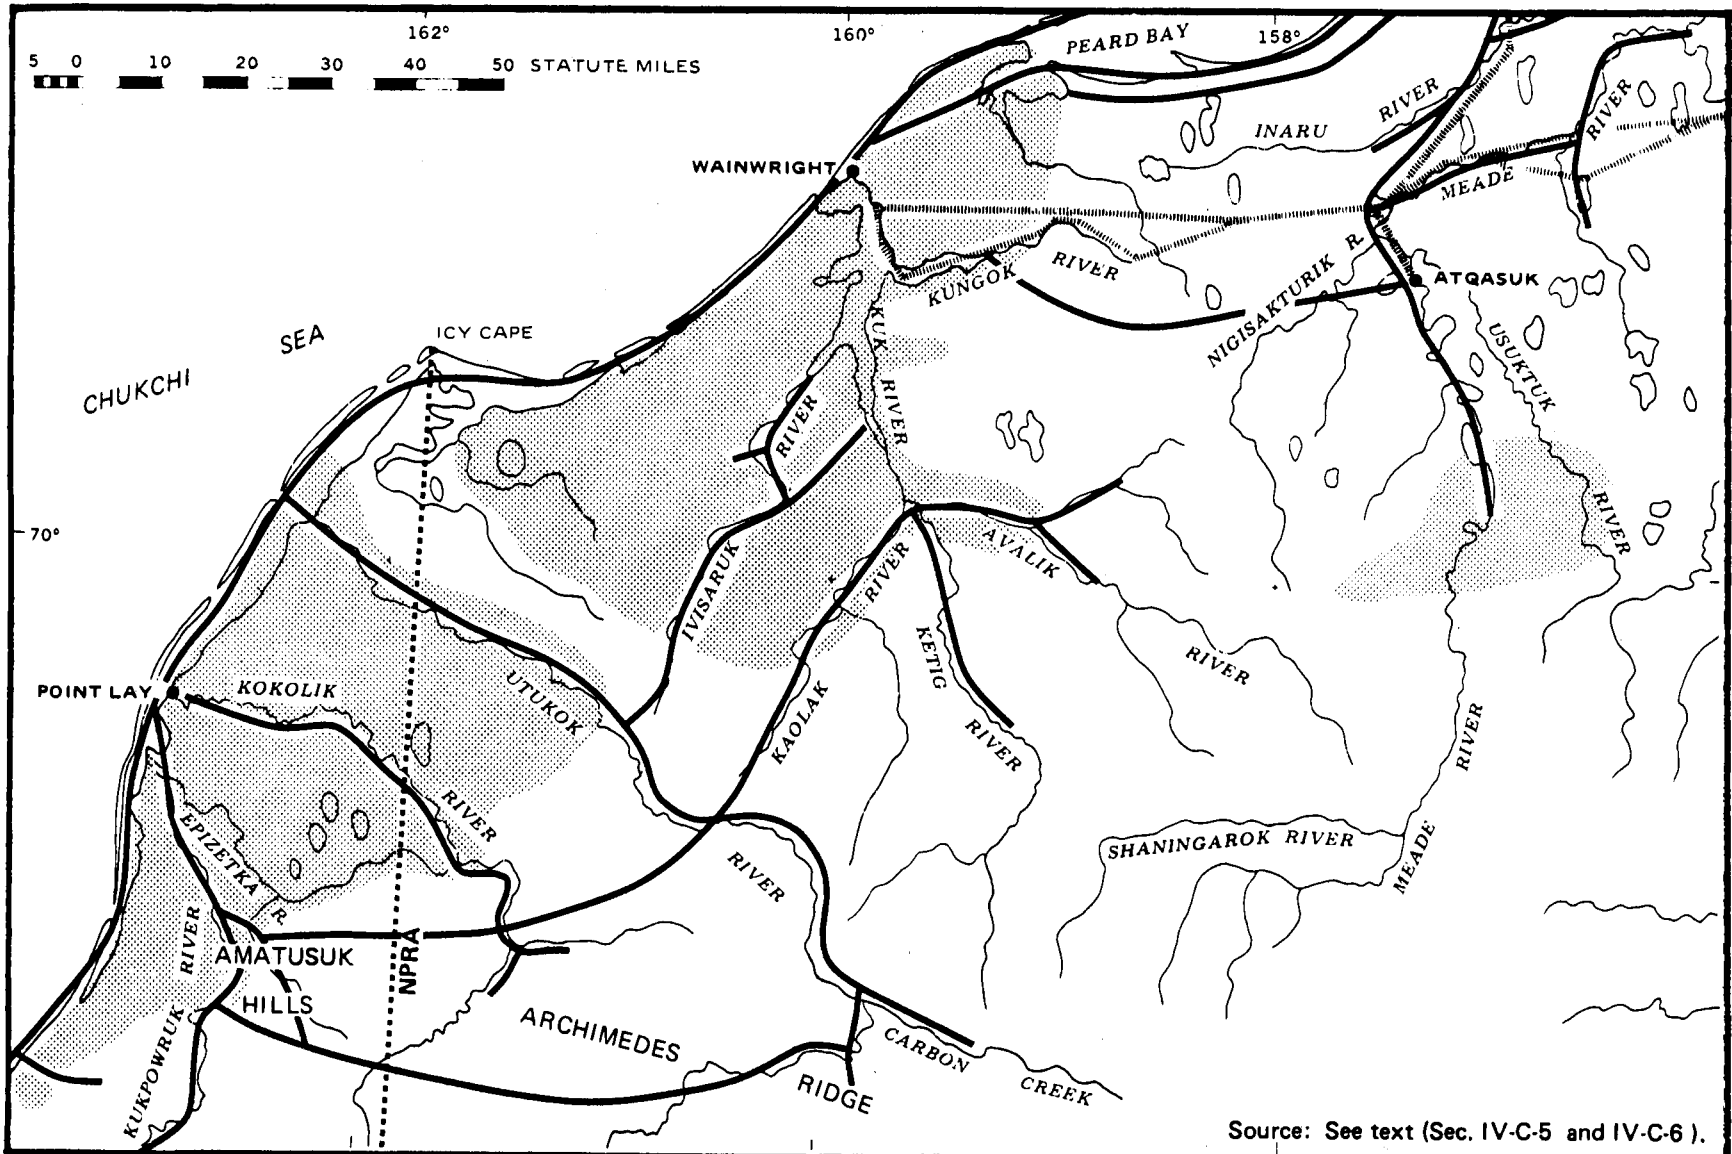 162°
160°
158°
5 0 10 20 30 40 50 STATUTE MILES
PEARD BAY
RIVER
INARU
RIVER
WAINWRIGHT
MEADE
R.
KUNGOK
RIVER
NIGISAKTURIK
ATQASUK
ICY CAPE
SEA
CHUKCHI
KUK
RIVER
USUKTUK
RIVER
RIVER
70°
AVALIK
RIVER
IVISARUK
RIVER
KETIG
RIVER
POINT LAY
KOKOLIK
UTUKOK
KAOLAK
RIVER
RIVER
RIVER
EPIZETKA
R.
RIVER
SHANINGAROK RIVER
MEADE
RIVER
AMATUSUK
HILLS
NPRA
KUKPOWRUK
ARCHIMEDES
RIDGE
CARBON
CREEK
Source: See text (Sec. IV-C-5 and IV-C-6).